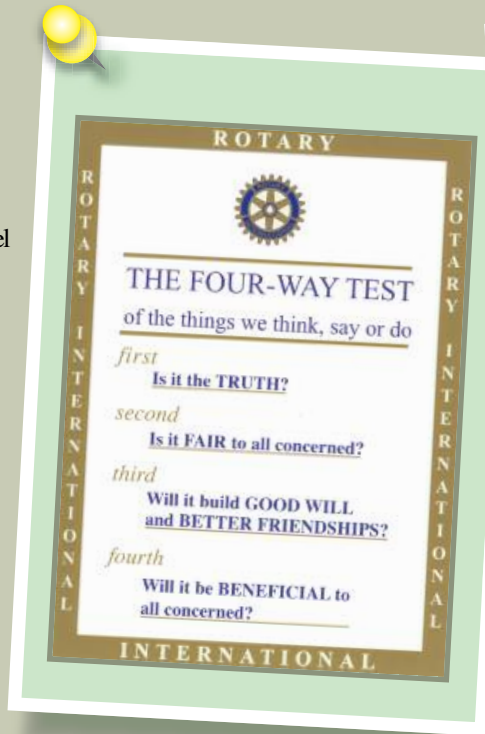 el
ROTARY
ROTARY INTERNATIONAL
ROTARY INTERNATIONAL
THE FOUR-WAY TEST
of the things we think, say or do
first
Is it the TRUTH?
second
Is it FAIR to all concerned?
third
Will it build GOOD WILL
and BETTER FRIENDSHIPS?
fourth
Will it be BENEFICIAL to
all concerned?
INTERNATIONAL